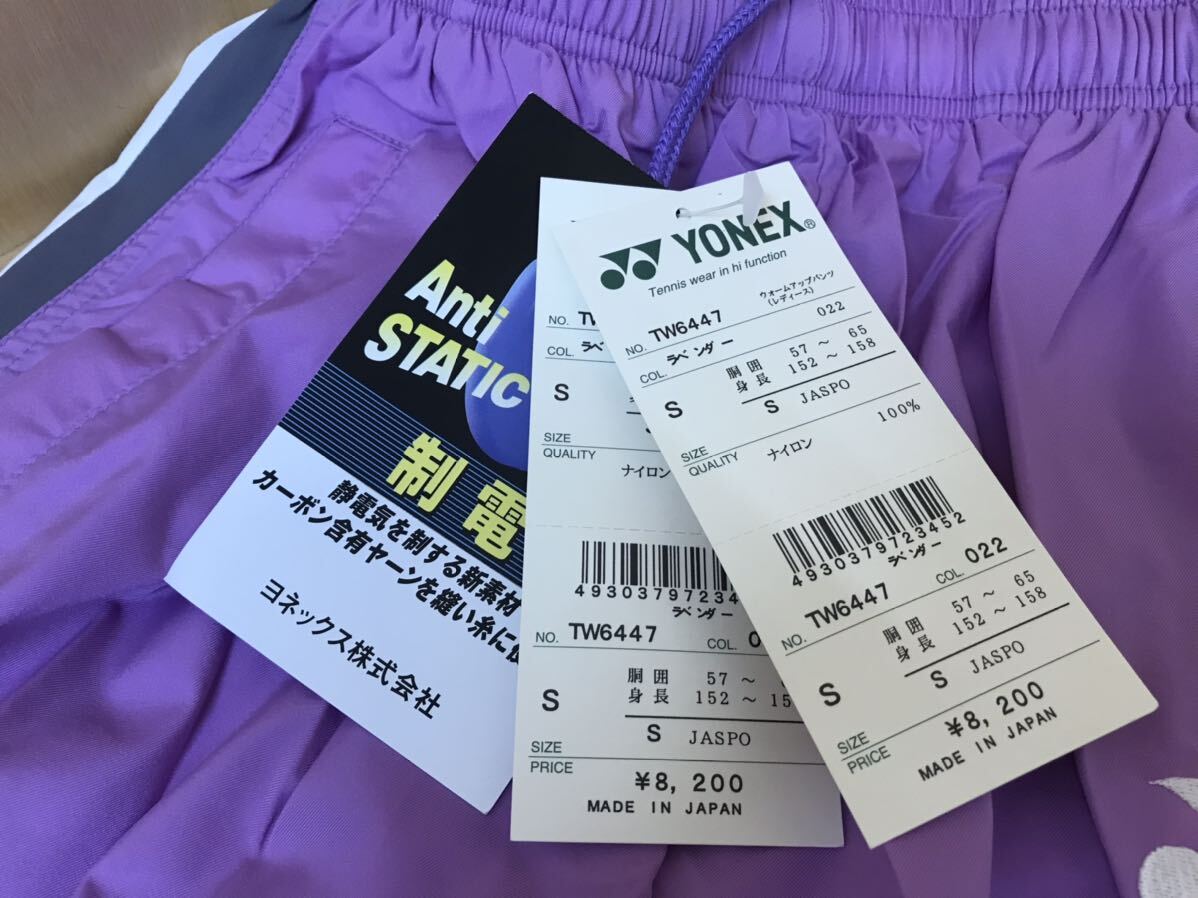 Anti
STATIC
制電
静電気を制する新素材
カーボン含有ヤーンを縫い糸に
ヨネックス株式会社
NO.
COL.
S
SIZE
QUALITY
ナイロン
49303797234
ラベンダー
NO. TW6447 COL. 0
胴囲 57 ～
身長 152 ～ 15
S
S JASPO
SIZE
PRICE
¥8, 200
MADE IN JAPAN
YONEX®
Tennis wear in hi function
ウォームアップパンツ
(レディース)
NO. TW6447
COL. ラベンダー 022
胴囲 57 ～ 65
身長 152 ～ 158
S
S JASPO
SIZE
QUALITY ナイロン 100%
4930379723452
ラベンダー
NO. TW6447 COL. 022
胴囲 57 ～ 65
身長 152 ～ 158
S
S JASPO
SIZE
PRICE
¥8, 200
MADE IN JAPAN